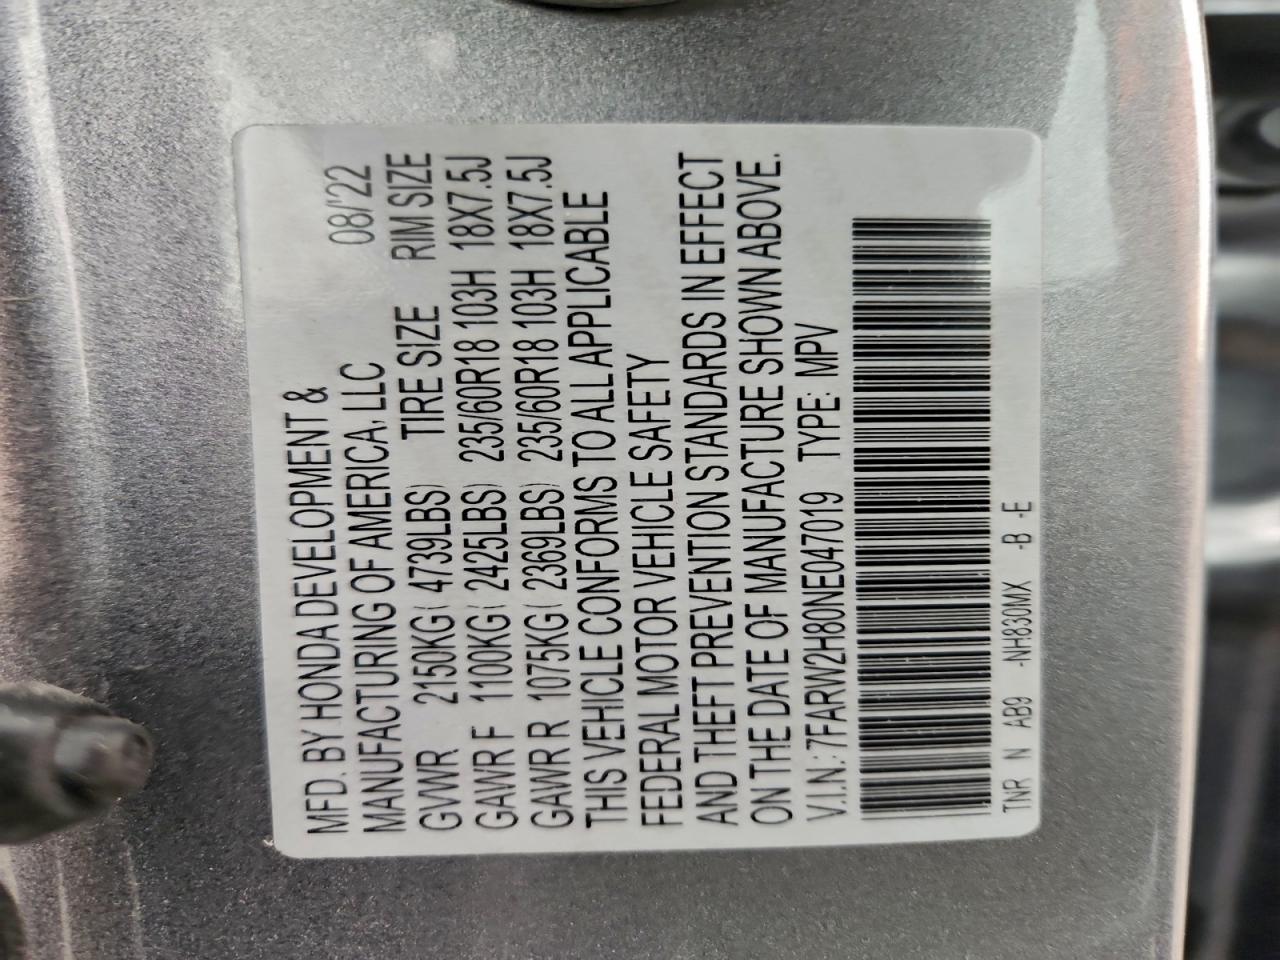 MFD. BY HONDA DEVELOPMENT &
MANUFACTURING OF AMERICA, LLC 08/'22
GVWR 2150KG( 4739LBS) TIRE SIZE RIM SIZE
GAWR F 1100KG( 2425LBS) 235/60R18 103H 18X7.5J
GAWR R 1075KG( 2369LBS) 235/60R18 103H 18X7.5J
THIS VEHICLE CONFORMS TO ALL APPLICABLE
FEDERAL MOTOR VEHICLE SAFETY
AND THEFT PREVENTION STANDARDS IN EFFECT
ON THE DATE OF MANUFACTURE SHOWN ABOVE.
V.I.N.: 7FARW2H80NE047019 TYPE: MPV
TNR N AB9 -NH830MX -B -E